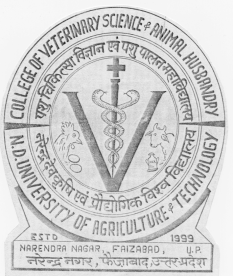 COLLEGE OF VETERINARY SCIENCE & ANIMAL HUSBANDRY
पशु चिकित्सा विज्ञान एवं पशु पालन महाविद्यालय
V
नरेन्द्र देव कृषि एवं प्रौद्योगिक विश्व विद्यालय
N.D. UNIVERSITY OF AGRICULTURE & TECHNOLOGY
ESTD 1999
NARENDRA NAGAR, FAIZABAD, U.P.
नरेन्द्र नगर, फैजाबाद, उत्तर प्रदेश